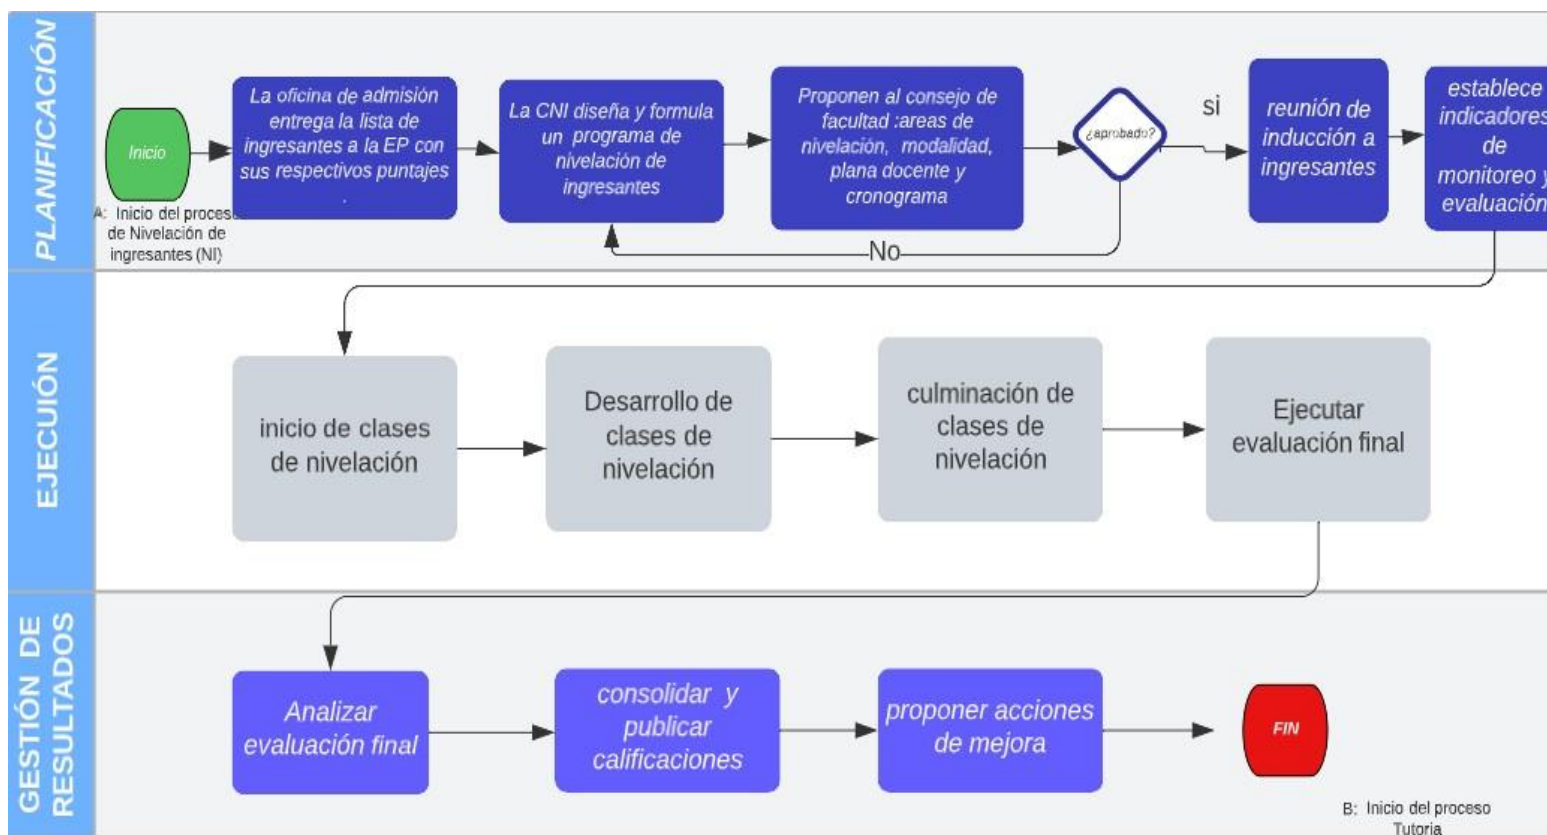 PLANIFICACIÓN
Inicio
A: Inicio del proceso
de Nivelación de
ingresantes (NI)
La oficina de admisión
entrega la lista de
ingresantes a la EP con
sus respectivos puntajes
.
La CNI diseña y formula
un programa de
nivelación de
ingresantes
Proponen al consejo de
facultad :areas de
nivelación, modalidad,
plana docente y
cronograma
¿aprobado?
si
No
reunión de
inducción a
ingresantes
establece
indicadores
de
monitoreo y
evaluación
EJECUIÓN
inicio de clases
de nivelación
Desarrollo de
clases de
nivelación
culminación de
clases de
nivelación
Ejecutar
evaluación final
GESTIÓN DE
RESULTADOS
Analizar
evaluación final
consolidar y
publicar
calificaciones
proponer acciones
de mejora
FIN
B: Inicio del proceso
Tutoria